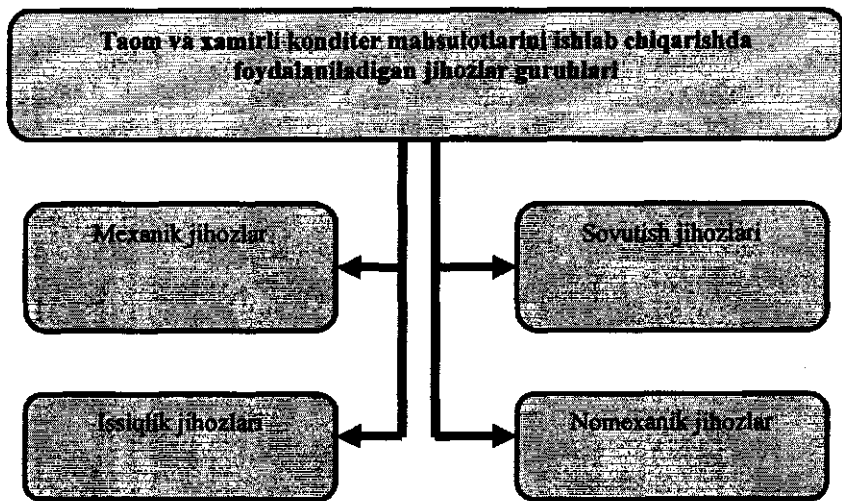 Taom va xamirli konditer mahsulotlarini ishlab chiqarishda
foydalaniladigan jihozlar guruhlari
Mexanik jihozlar
Sovutish jihozlari
Issiqlik jihozlari
Nomexanik jihozlar